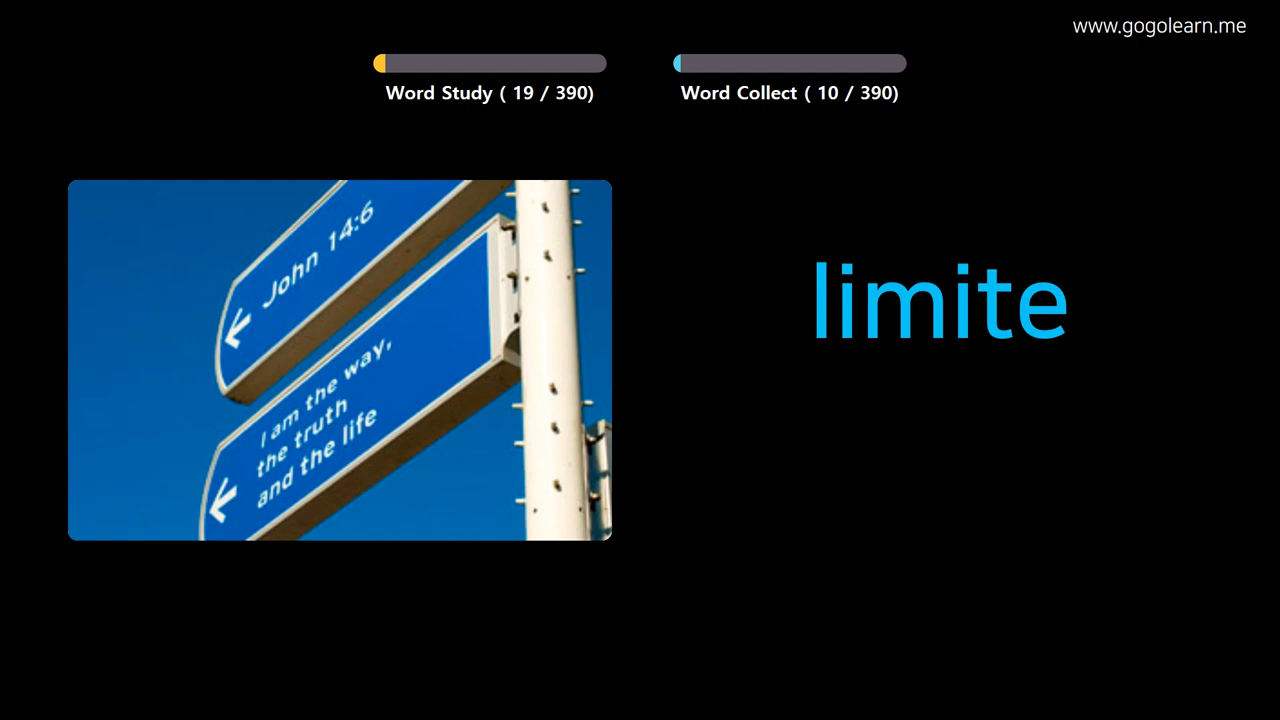 www.gogolearn.me
Word Study ( 19 / 390)
Word Collect ( 10 / 390)
John 14:6
I am the way,
the truth
and the life
limite